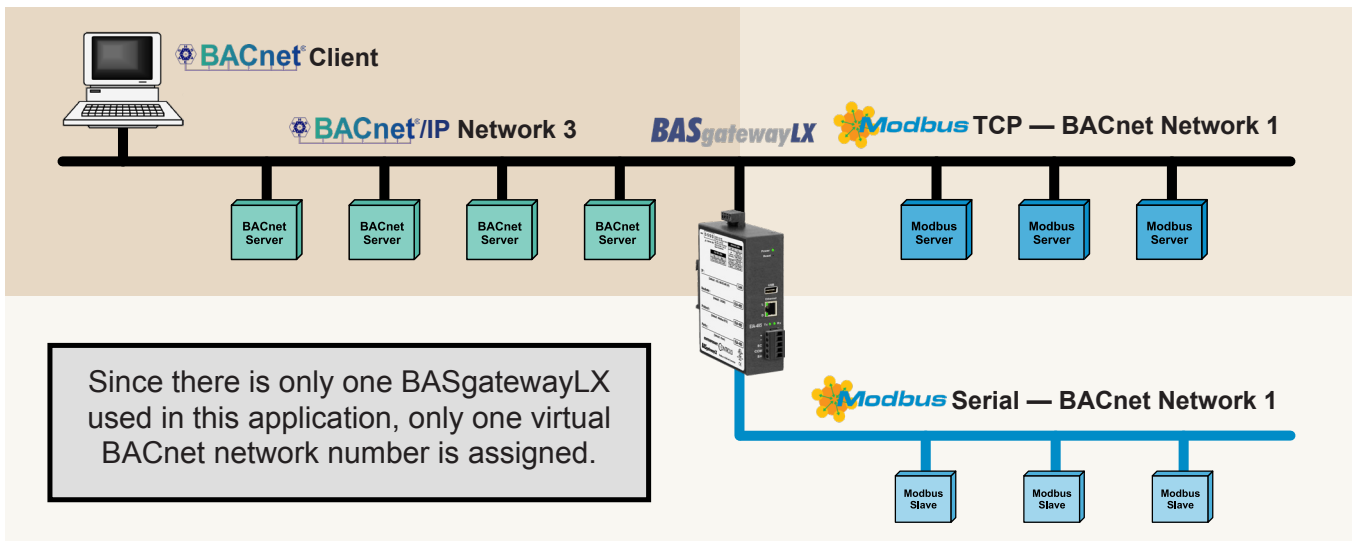 BACnet® Client
BACnet®/IP Network 3
BASgatewayLX
Modbus TCP — BACnet Network 1
BACnet
Server
BACnet
Server
BACnet
Server
BACnet
Server
Modbus
Server
Modbus
Server
Modbus
Server
Since there is only one BASgatewayLX
used in this application, only one virtual
BACnet network number is assigned.
Modbus Serial — BACnet Network 1
Modbus
Slave
Modbus
Slave
Modbus
Slave